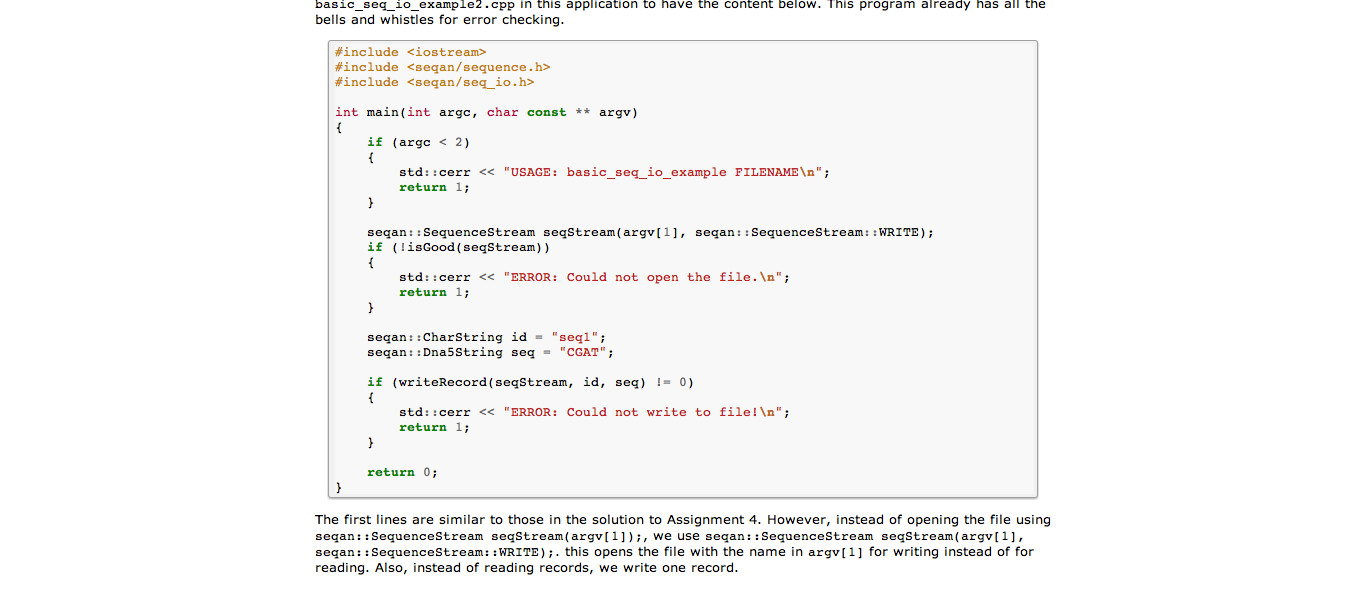 basic_seq_io_example2.cpp in this application to have the content below. This program already has all the
bells and whistles for error checking.
#include <iostream>
#include <seqan/sequence.h>
#include <seqan/seq_io.h>
int main(int argc, char const ** argv)
{
if (argc < 2)
{
std::cerr << "USAGE: basic_seq_io_example FILENAME\n";
return 1;
}
seqan::SequenceStream seqStream(argv[1], seqan::SequenceStream::WRITE);
if (!isGood(seqStream))
{
std::cerr << "ERROR: Could not open the file.\n";
return 1;
}
seqan::CharString id = "seq1";
seqan::Dna5String seq = "CGAT";
if (writeRecord(seqStream, id, seq) != 0)
{
std::cerr << "ERROR: Could not write to file!\n";
return 1;
}
return 0;
}
The first lines are similar to those in the solution to Assignment 4. However, instead of opening the file using
seqan::SequenceStream seqStream(argv[1]);, we use seqan::SequenceStream seqStream(argv[1],
seqan::SequenceStream::WRITE);. this opens the file with the name in argv[1] for writing instead of for
reading. Also, instead of reading records, we write one record.